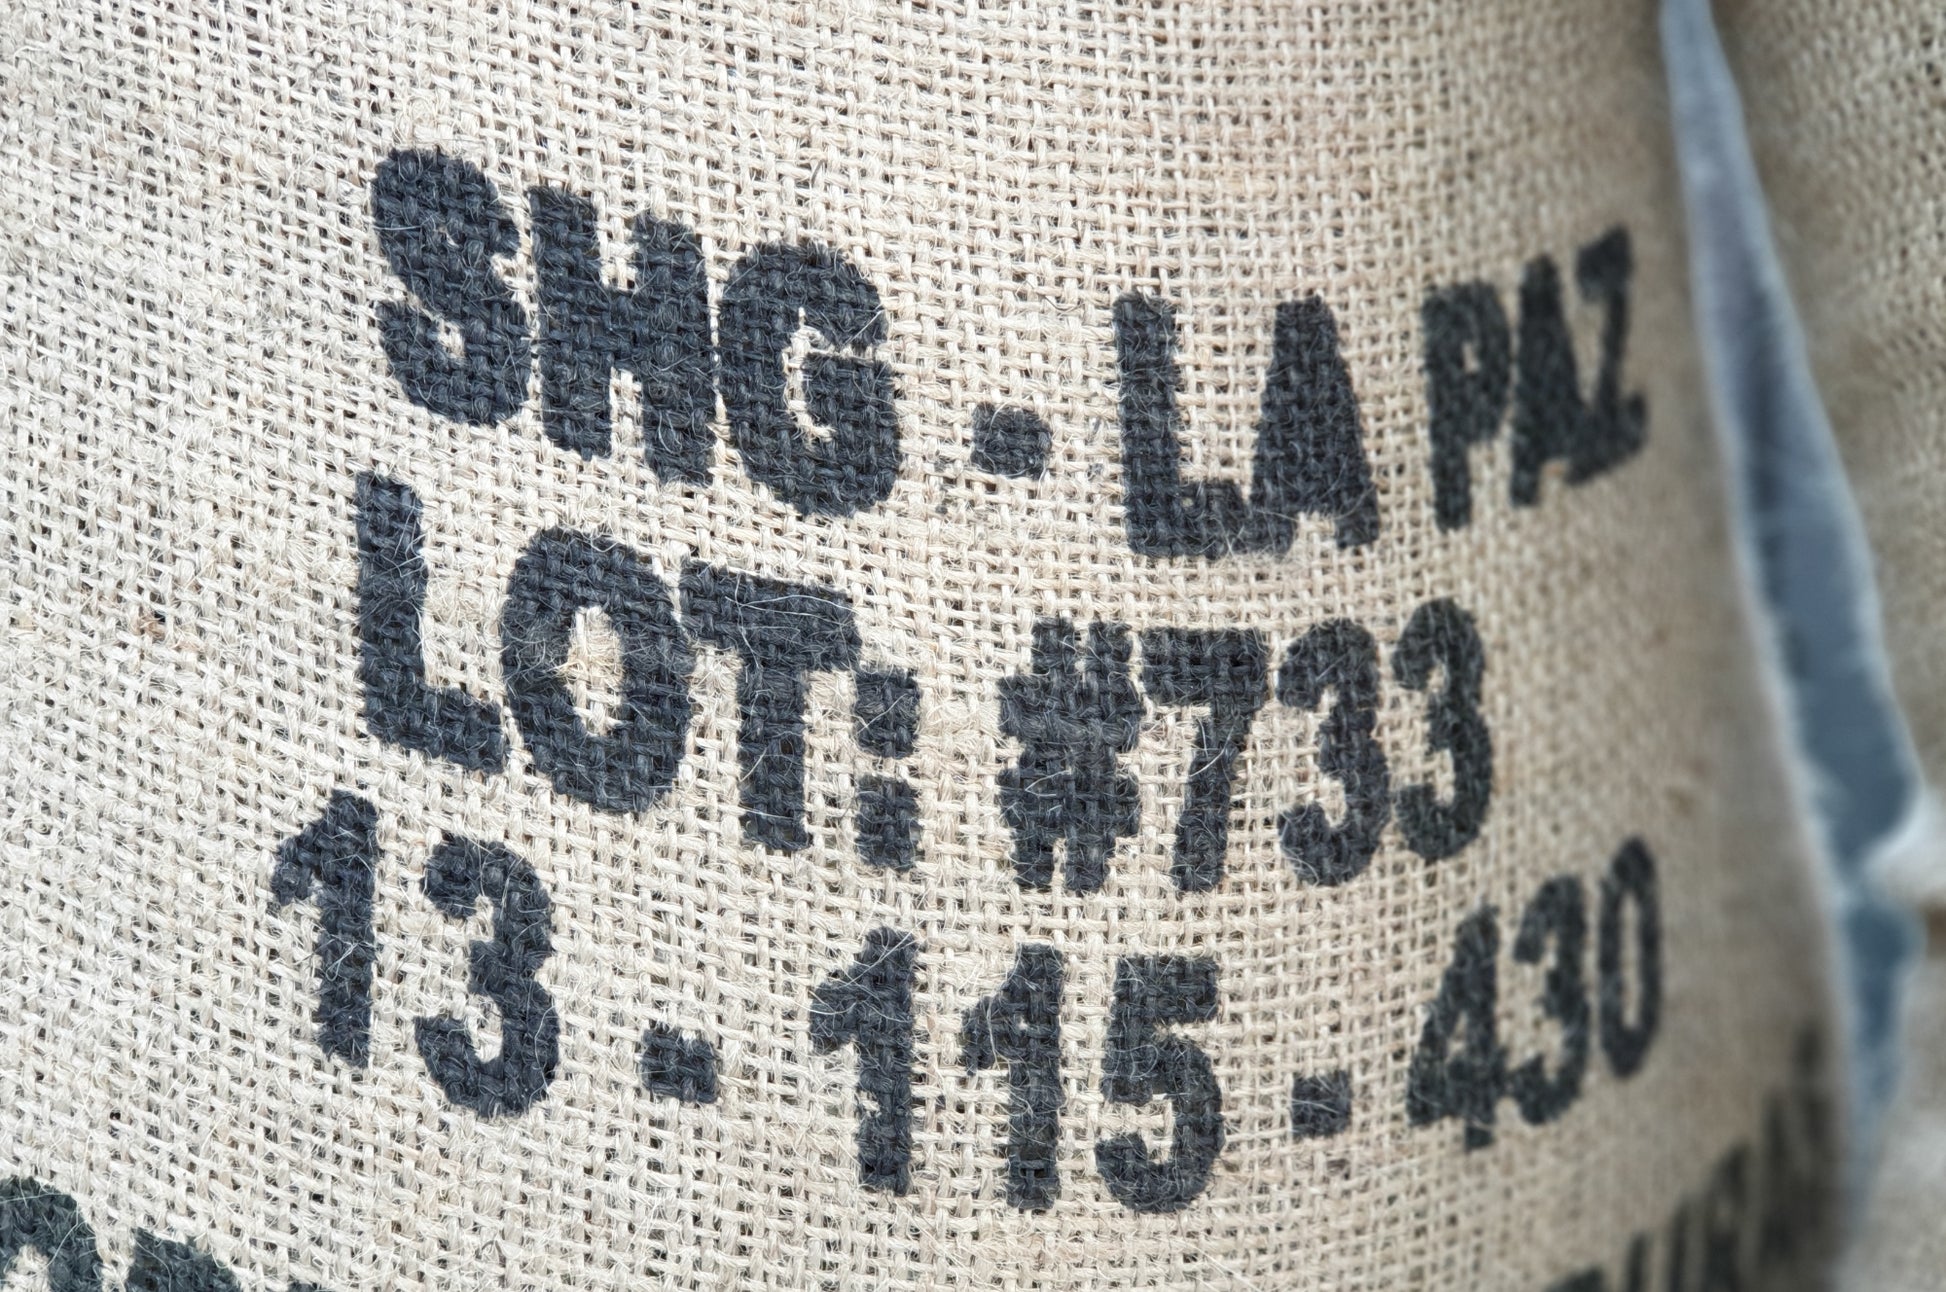 SHG - LA PAZ
LOT: #733
13 - 115 - 430